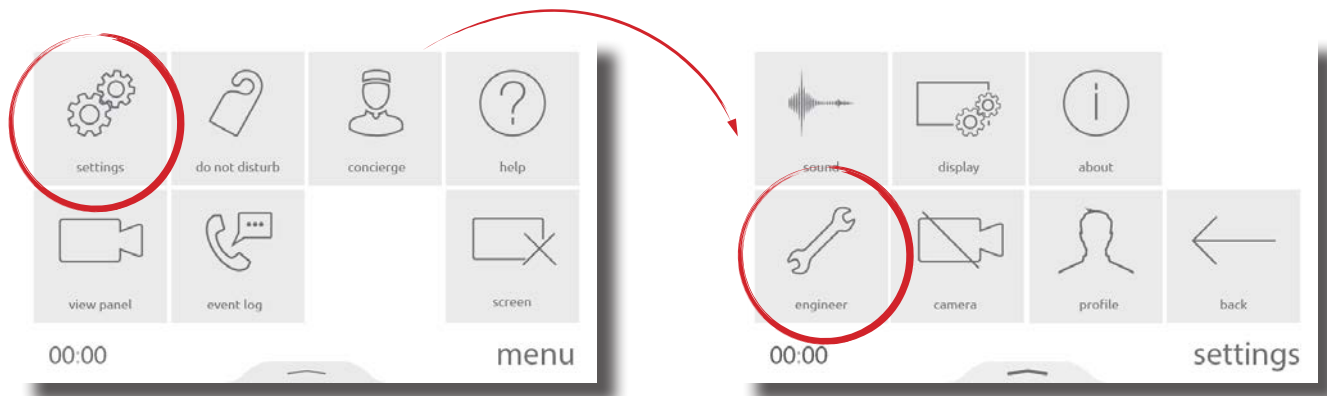 settings
do not disturb
concierge
help
view panel
event log
screen
00:00
menu
sound
display
about
engineer
camera
profile
back
00:00
settings